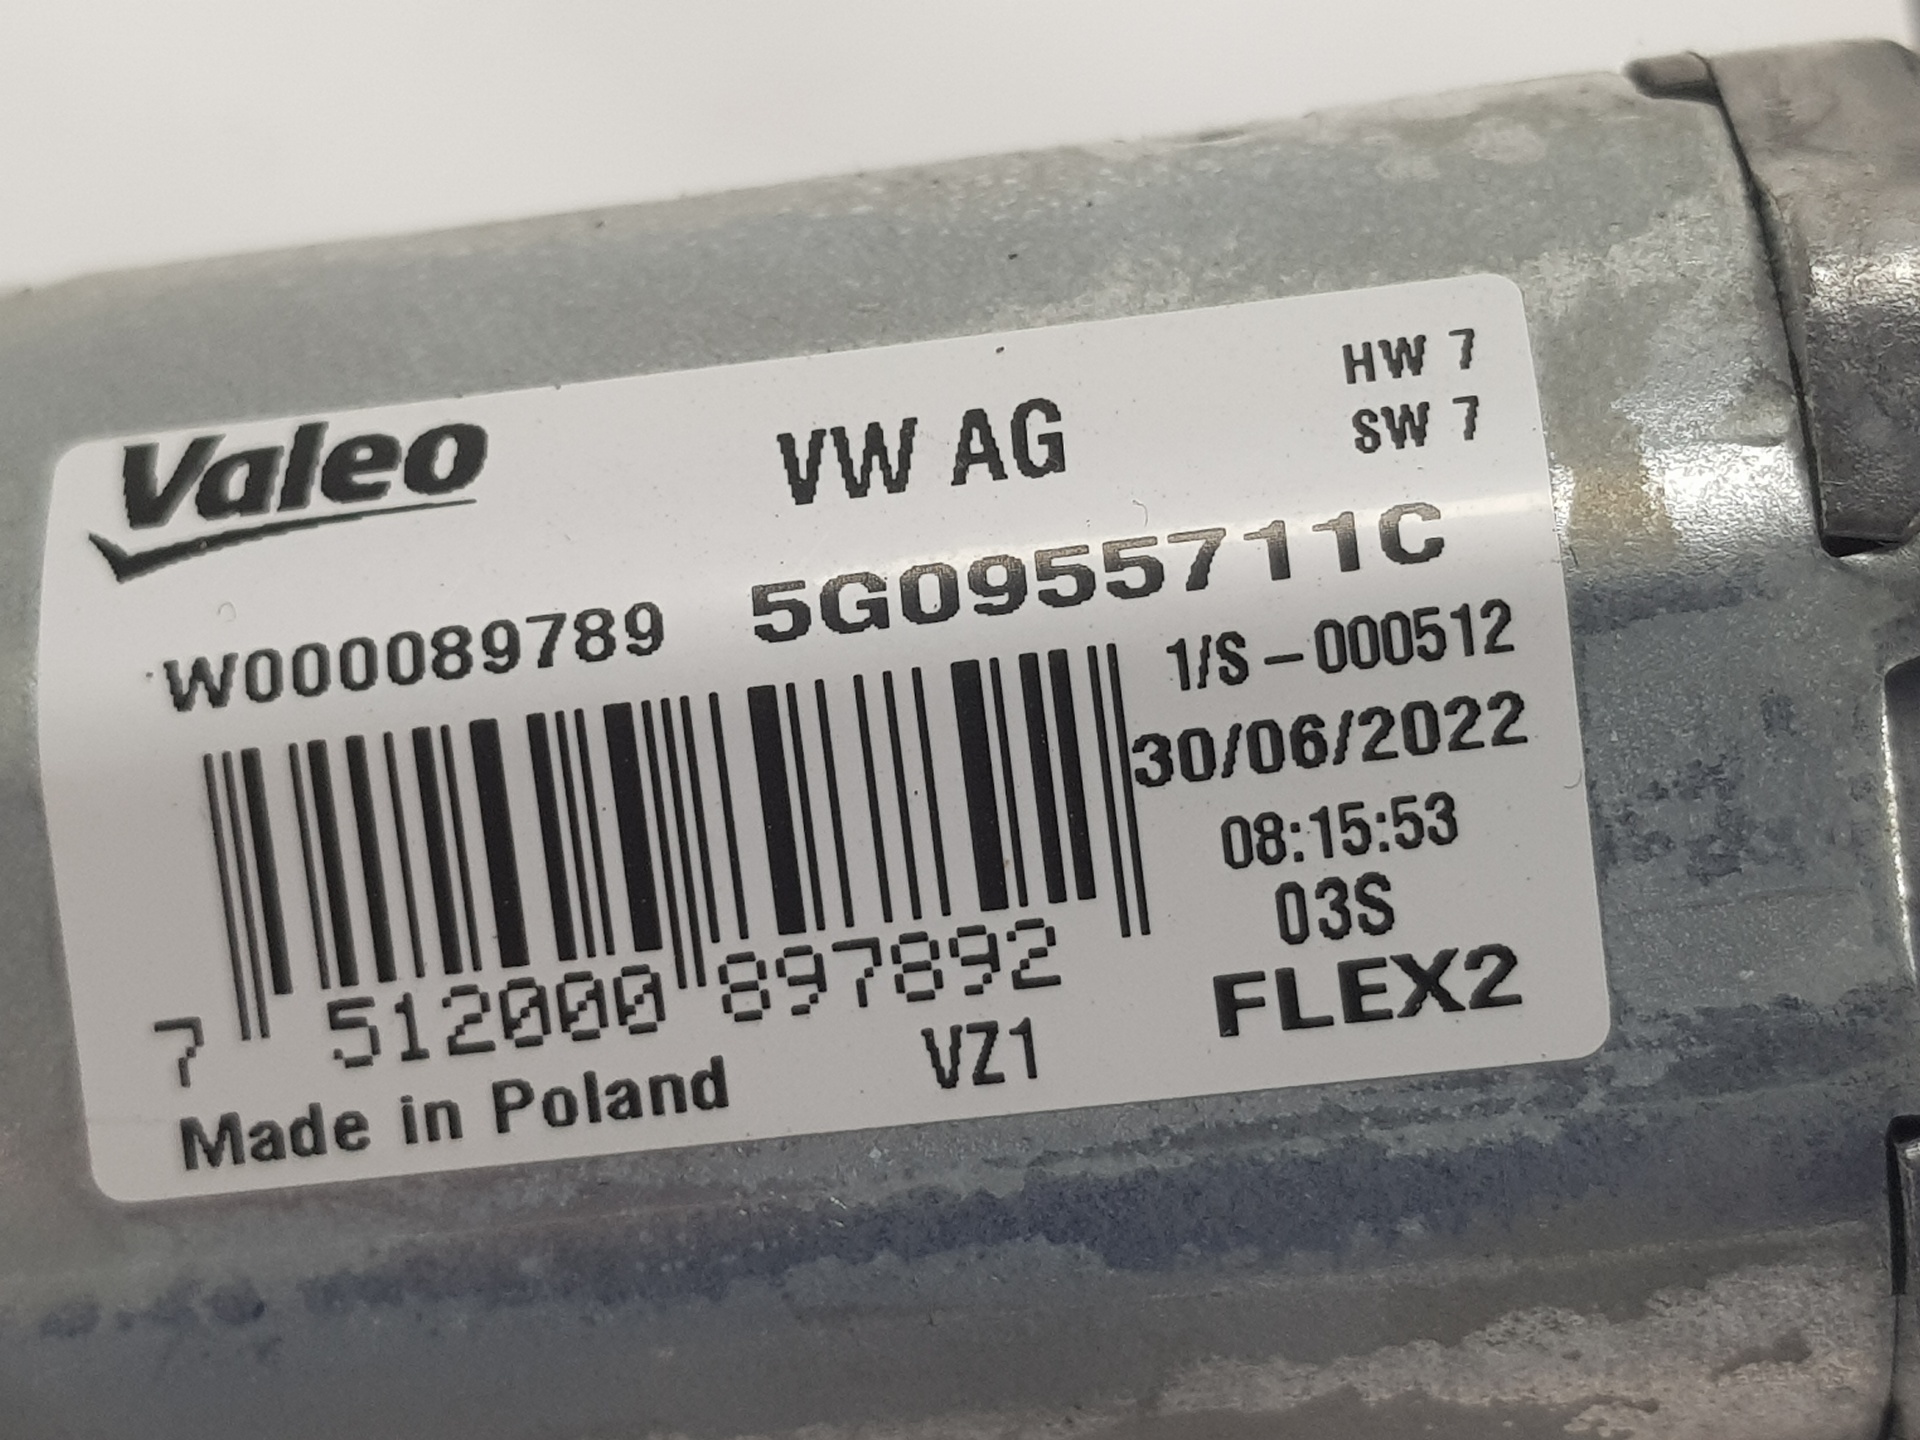 Valeo
VW AG
HW 7
SW 7
W000089789
5G0955711C
1/S-000512
30/06/2022
08:15:53
03S
FLEX2
7 512000 897892
Made in Poland
VZ1